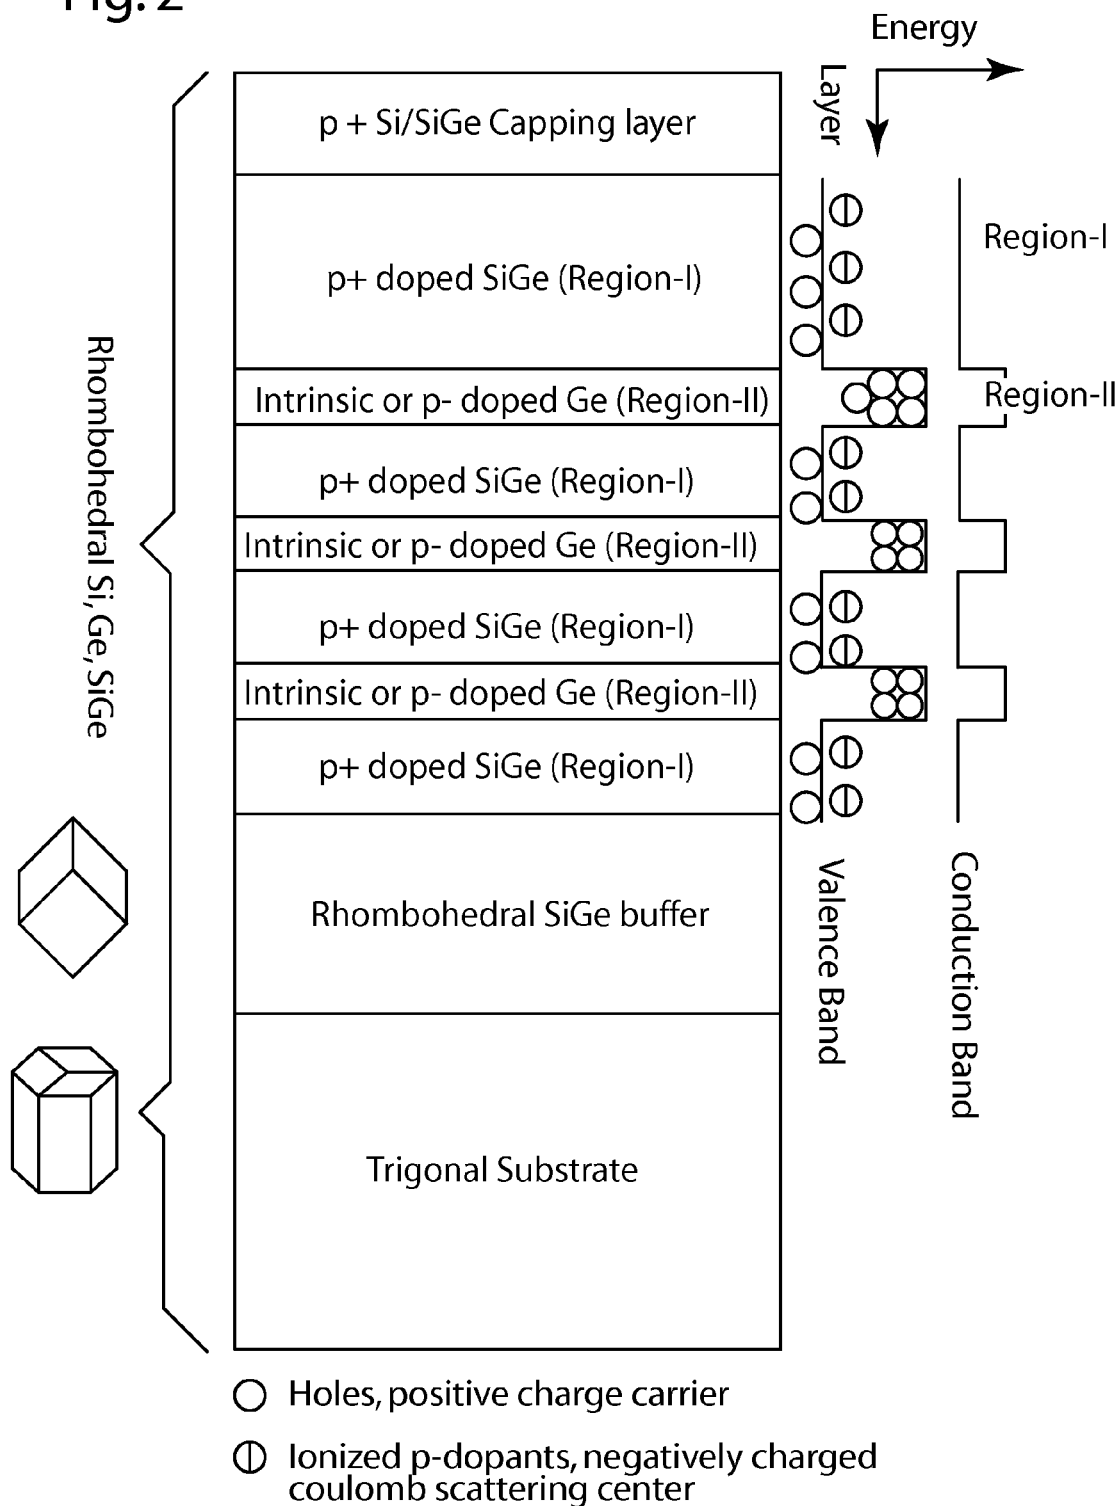 Fig. 2
Energy
Layer
p + Si/SiGe Capping layer
p+ doped SiGe (Region-I)
Region-I
Intrinsic or p- doped Ge (Region-II)
Region-II
p+ doped SiGe (Region-I)
Intrinsic or p- doped Ge (Region-II)
p+ doped SiGe (Region-I)
Intrinsic or p- doped Ge (Region-II)
p+ doped SiGe (Region-I)
Rhombohedral Si, Ge, SiGe
Rhombohedral SiGe buffer
Valence Band
Conduction Band
Trigonal Substrate
Holes, positive charge carrier
Ionized p-dopants, negatively charged
coulomb scattering center